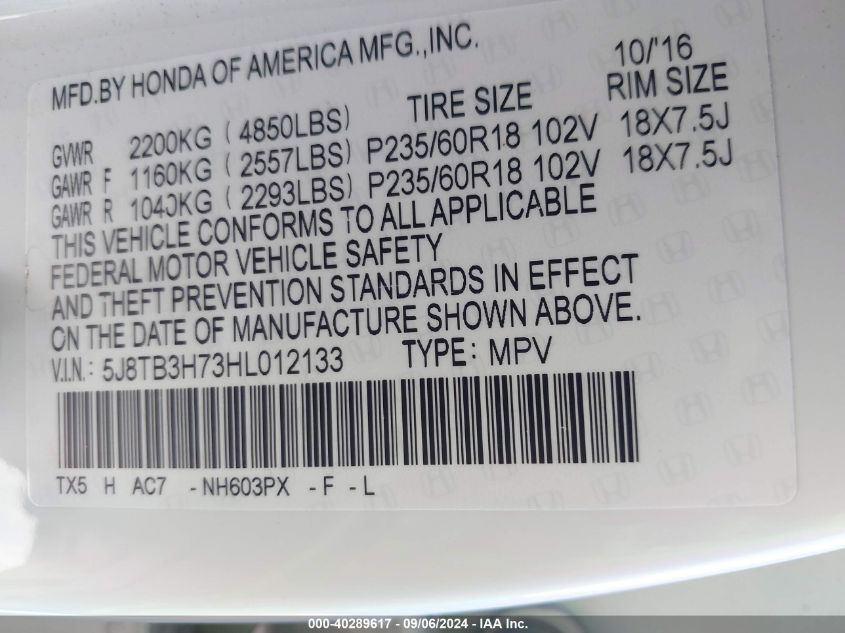 MFD.BY HONDA OF AMERICA MFG.,INC. 10/'16
TIRE SIZE RIM SIZE
GVWR 2200KG (4850LBS)
GAWR F 1160KG (2557LBS) P235/60R18 102V 18X7.5J
GAWR R 1040KG (2293LBS) P235/60R18 102V 18X7.5J
THIS VEHICLE CONFORMS TO ALL APPLICABLE
FEDERAL MOTOR VEHICLE SAFETY
AND THEFT PREVENTION STANDARDS IN EFFECT
ON THE DATE OF MANUFACTURE SHOWN ABOVE.
V.I.N.: 5J8TB3H73HL012133 TYPE: MPV
TX5 H AC7 -NH603PX -F -L
000-40289617 - 09/06/2024 - IAA Inc.